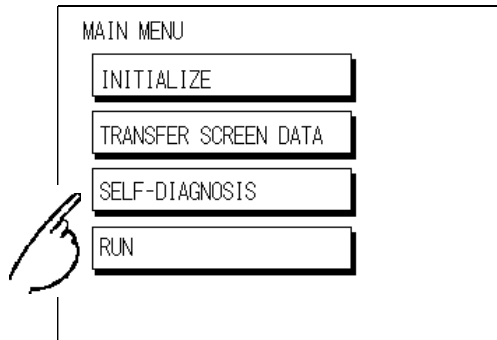 MAIN MENU
INITIALIZE
TRANSFER SCREEN DATA
SELF-DIAGNOSIS
RUN